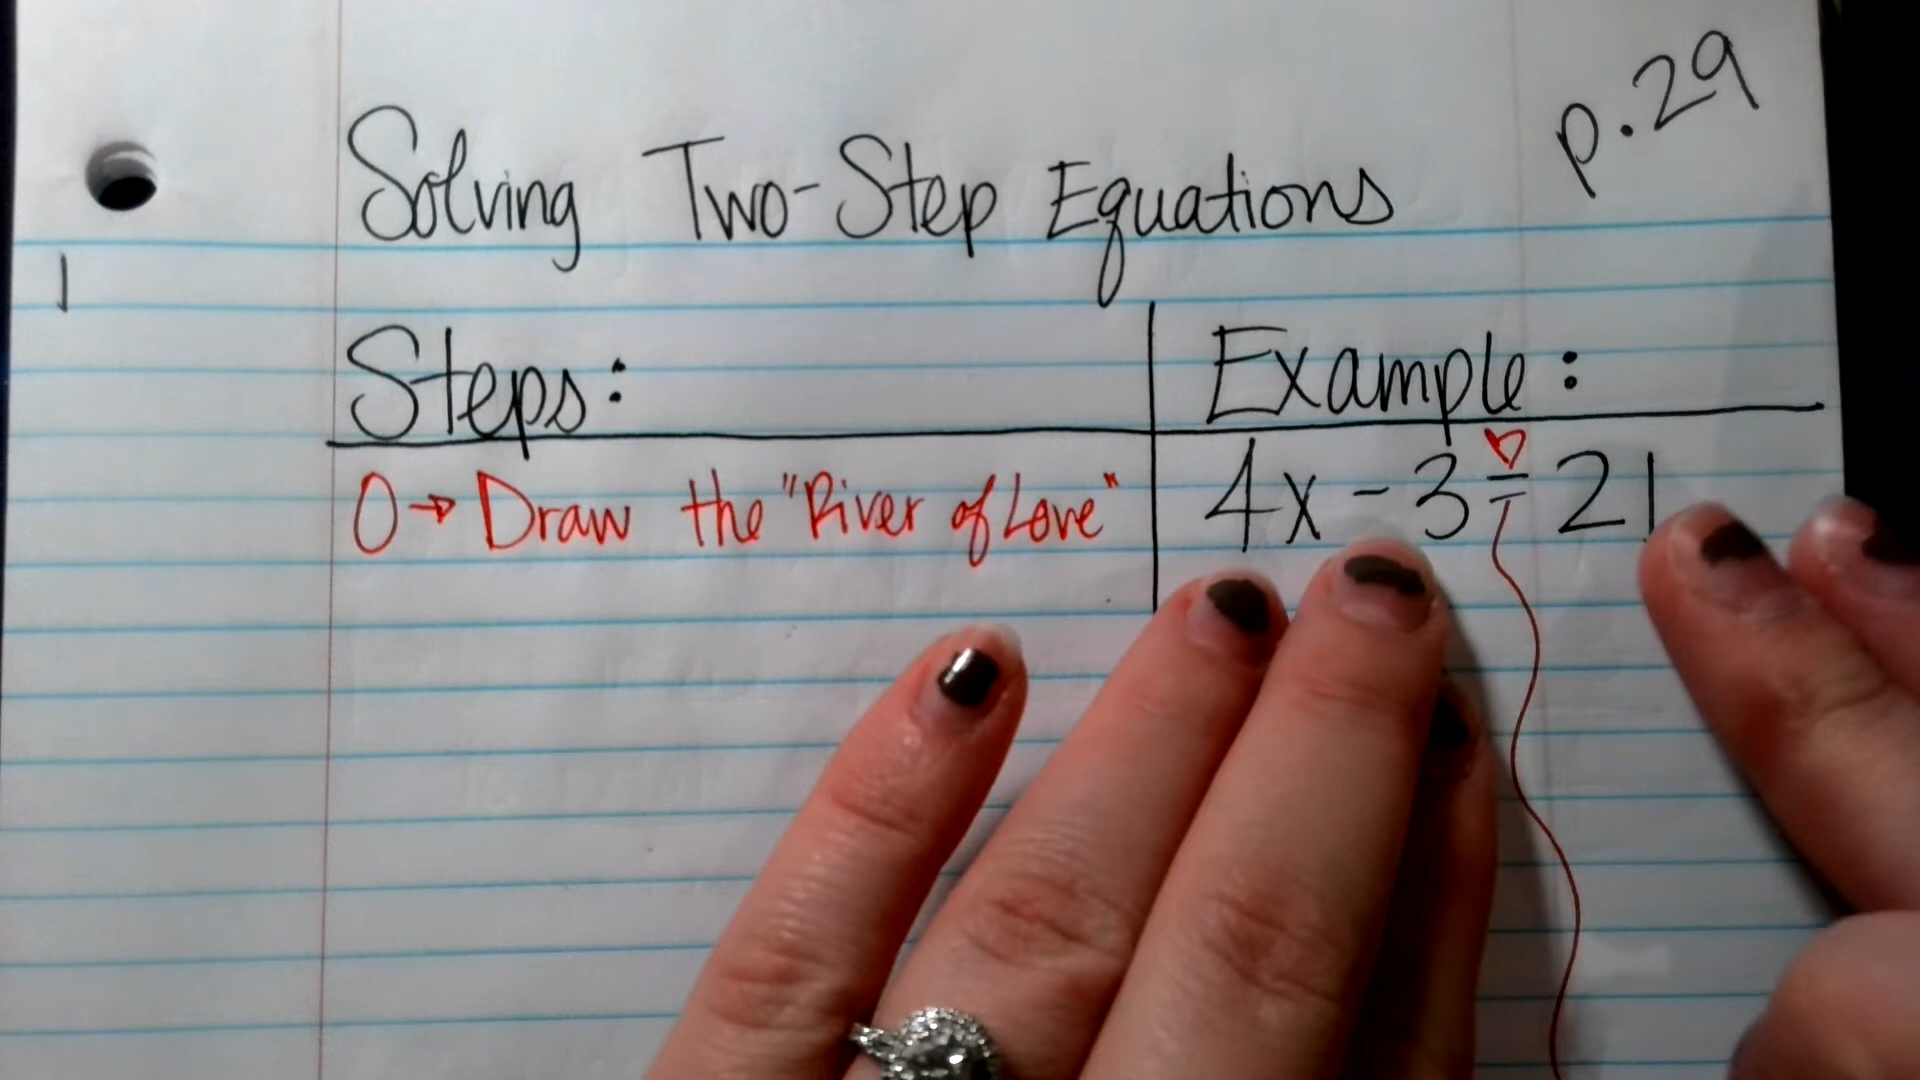 p.29
Solving Two-Step Equations
Steps:
Example:
0→ Draw the "River of Love"
4x - 3 = 21